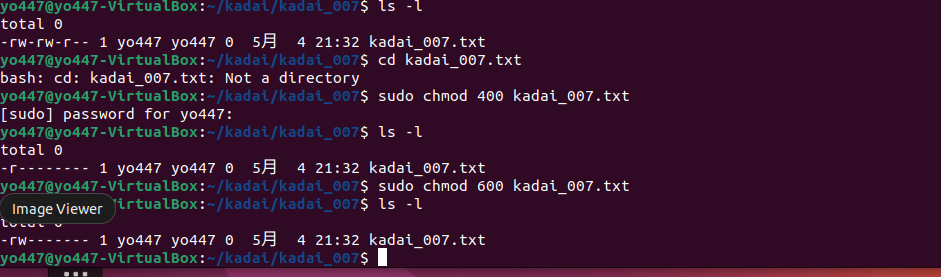 yo447@yo447-VirtualBox:~/kadai/kadai_007$ ls -l
total 0
-rw-rw-r-- 1 yo447 yo447 0  5月  4 21:32 kadai_007.txt
yo447@yo447-VirtualBox:~/kadai/kadai_007$ cd kadai_007.txt
bash: cd: kadai_007.txt: Not a directory
yo447@yo447-VirtualBox:~/kadai/kadai_007$ sudo chmod 400 kadai_007.txt
[sudo] password for yo447:
yo447@yo447-VirtualBox:~/kadai/kadai_007$ ls -l
total 0
-r-------- 1 yo447 yo447 0  5月  4 21:32 kadai_007.txt
yo447@yo447-VirtualBox:~/kadai/kadai_007$ sudo chmod 600 kadai_007.txt
Image Viewer
VirtualBox:~/kadai/kadai_007$ ls -l
total 0
-rw------- 1 yo447 yo447 0  5月  4 21:32 kadai_007.txt
yo447@yo447-VirtualBox:~/kadai/kadai_007$